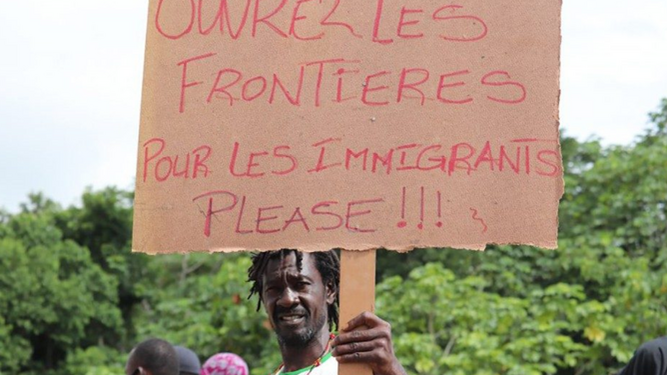 OUVREZ LES
FRONTIERES
POUR LES IMMIGRANTS
PLEASE!!!